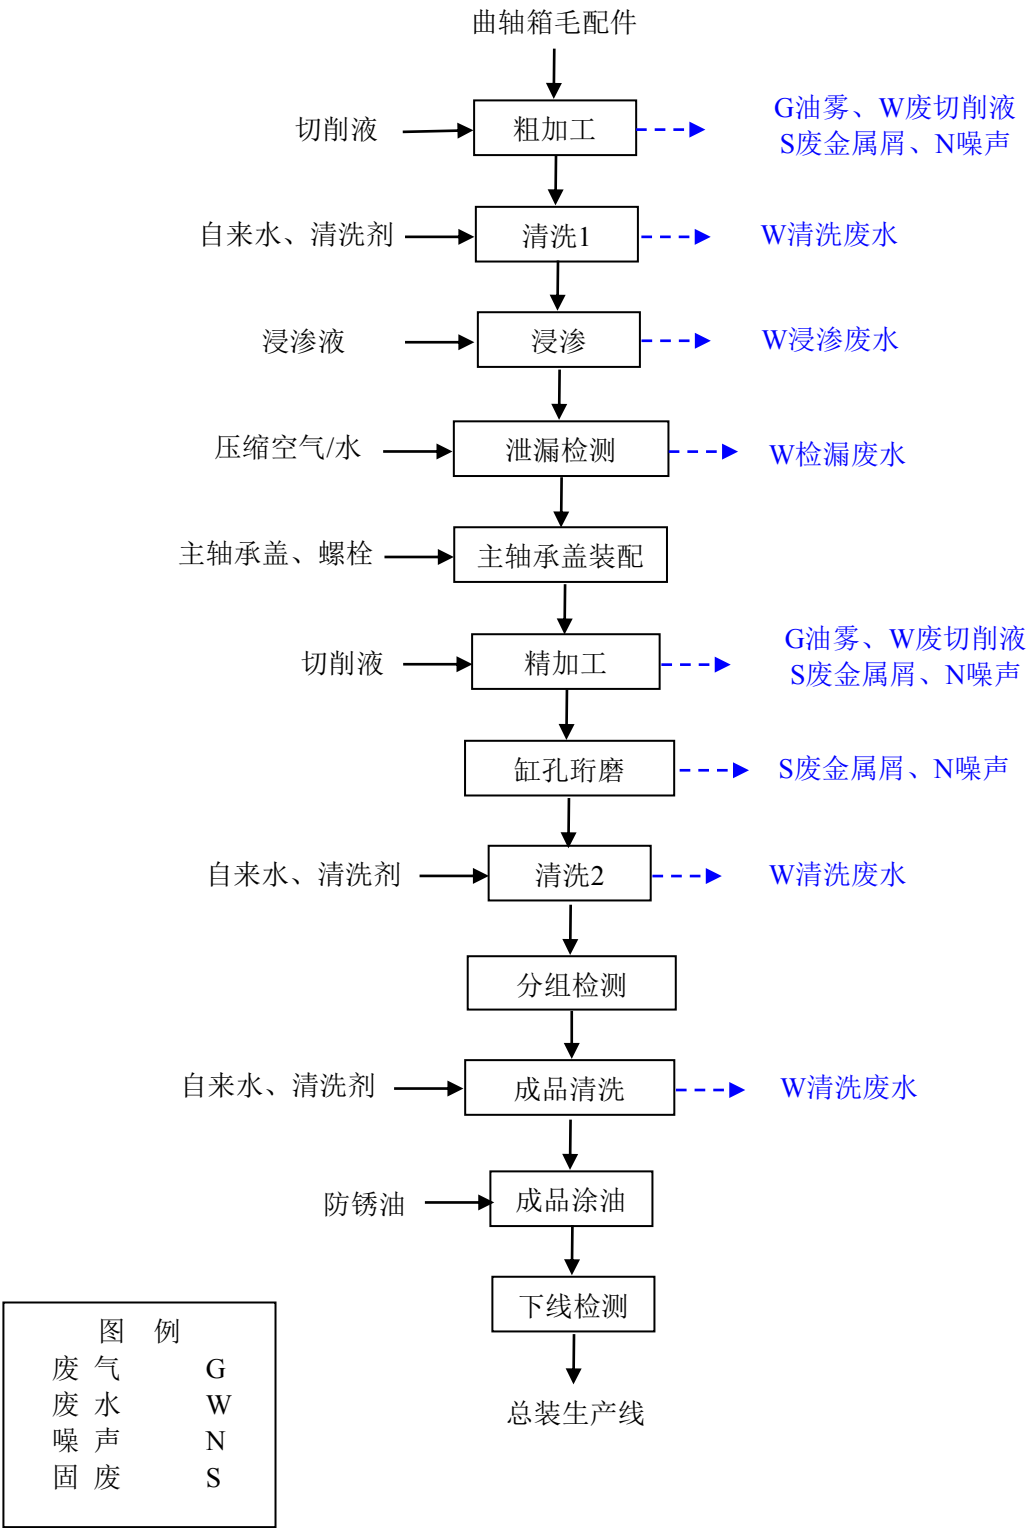 曲轴箱毛配件
切削液
粗加工
G油雾、W废切削液
S废金属屑、N噪声
自来水、清洗剂
清洗1
W清洗废水
浸渗液
浸渗
W浸渗废水
压缩空气/水
泄漏检测
W检漏废水
主轴承盖、螺栓
主轴承盖装配
切削液
精加工
G油雾、W废切削液
S废金属屑、N噪声
缸孔珩磨
S废金属屑、N噪声
自来水、清洗剂
清洗2
W清洗废水
分组检测
自来水、清洗剂
成品清洗
W清洗废水
防锈油
成品涂油
下线检测
总装生产线
图 例
废 气 G
废 水 W
噪 声 N
固 废 S